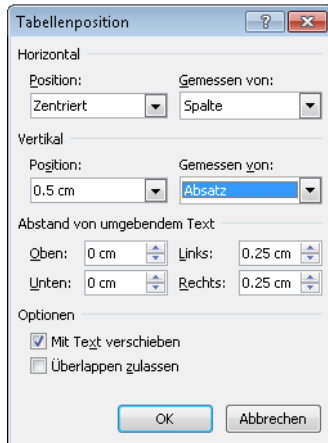 Tabellenposition
Horizontal
Position: Gemessen von:
Zentriert Spalte
Vertikal
Position: Gemessen von:
0.5 cm Absatz
Abstand von umgebendem Text
Oben: 0 cm Links: 0.25 cm
Unten: 0 cm Rechts: 0.25 cm
Optionen
Mit Text verschieben
Überlappen zulassen
OK Abbrechen